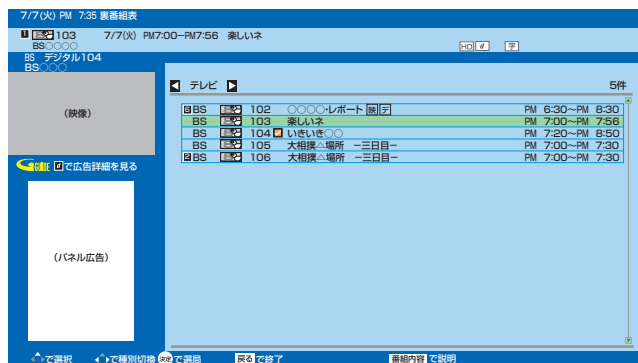 7/7(火) PM 7:35 裏番組表
1 103 7/7(火) PM7:00−PM7:56 楽しいネ
BS○○○○ HD d 字
BS デジタル104
BS○○○
テレビ 5件
(映像)
BS 102 ○○○○・レポート 映 デ PM 6:30〜PM 8:30
BS 103 楽しいネ PM 7:00〜PM 7:56
BS 104 いきいき○○ PM 7:20〜PM 8:50
BS 105 大相撲△場所 −三日目− PM 7:00〜PM 7:30
BS 106 大相撲△場所 −三日目− PM 7:00〜PM 7:30
G GUIDE dで広告詳細を見る
(パネル広告)
で選択 で種別切換 決定 で選局 戻る で終了 番組内容 で説明